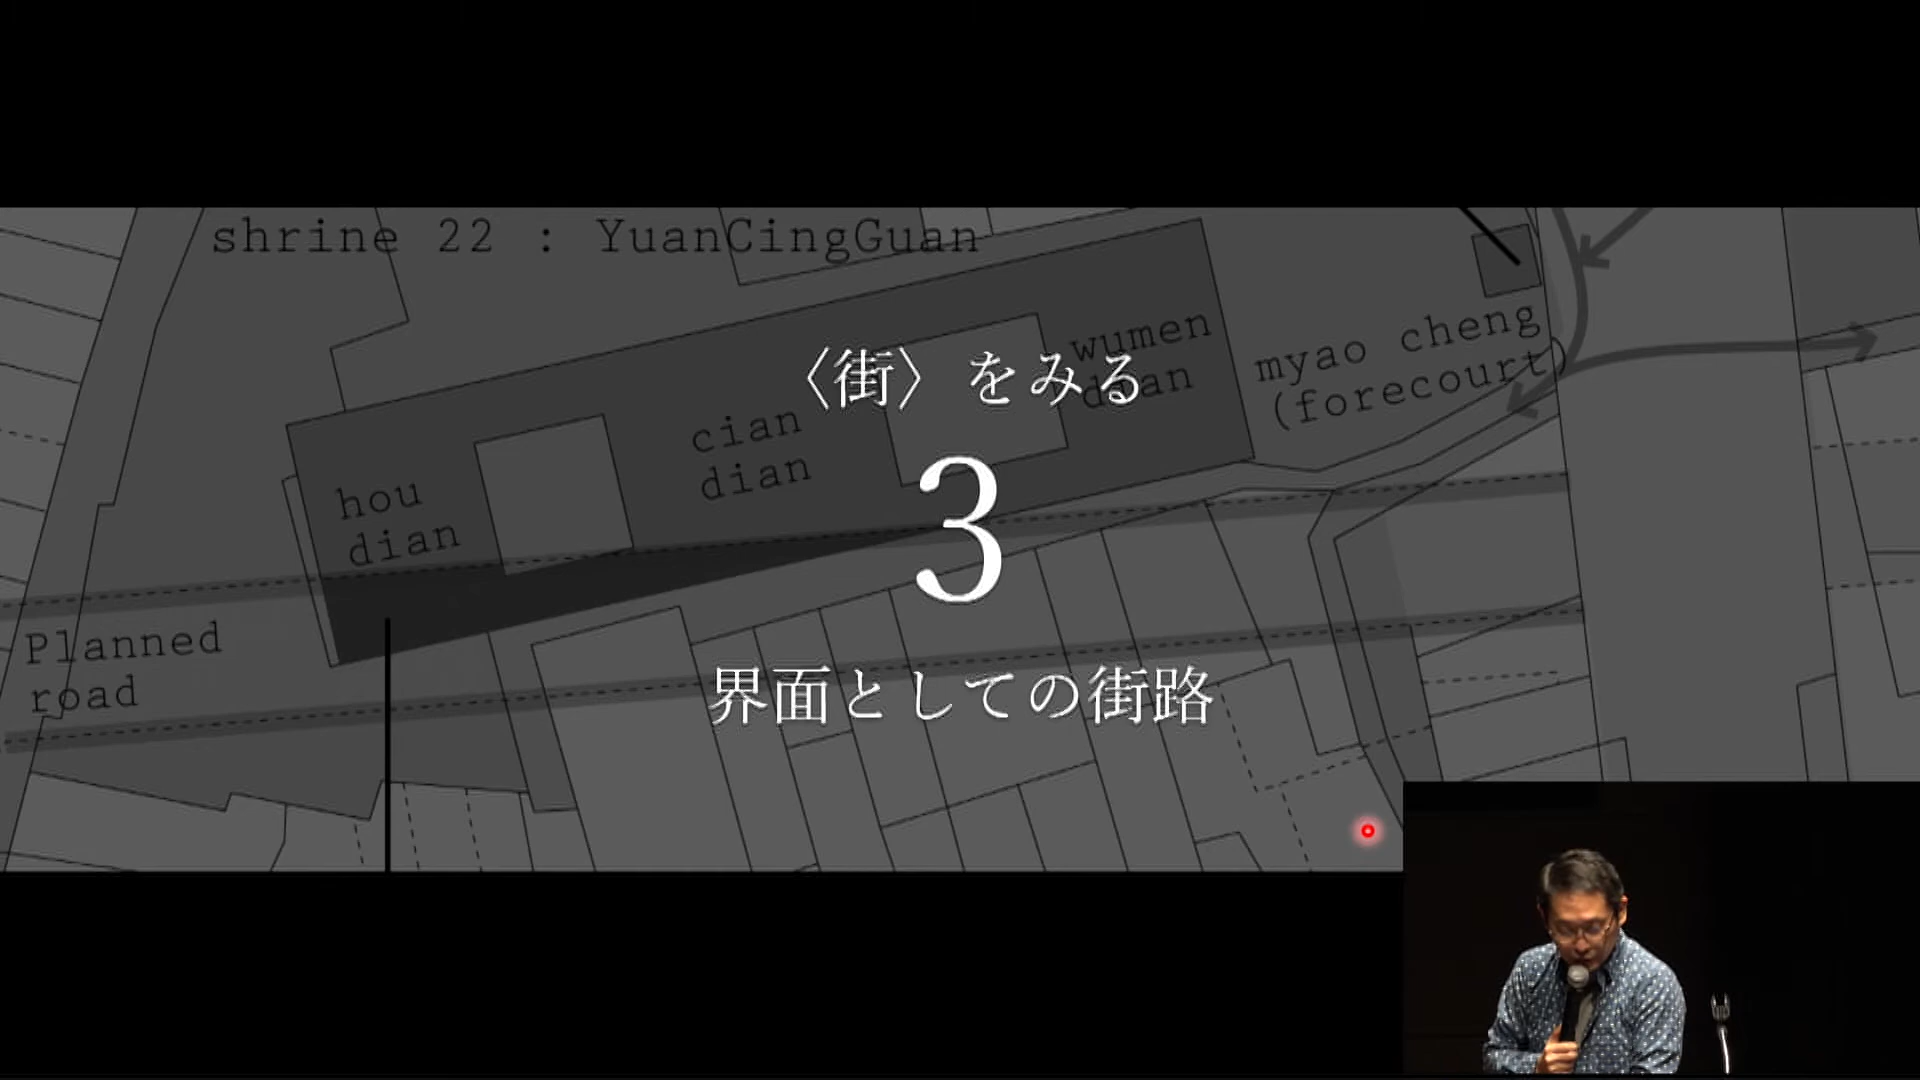 shrine 22 : YuanCingGuan
wumen
dian
myao cheng
(forecourt)
〈街〉をみる
cian
dian
3
hou
dian
Planned
road
界面としての街路